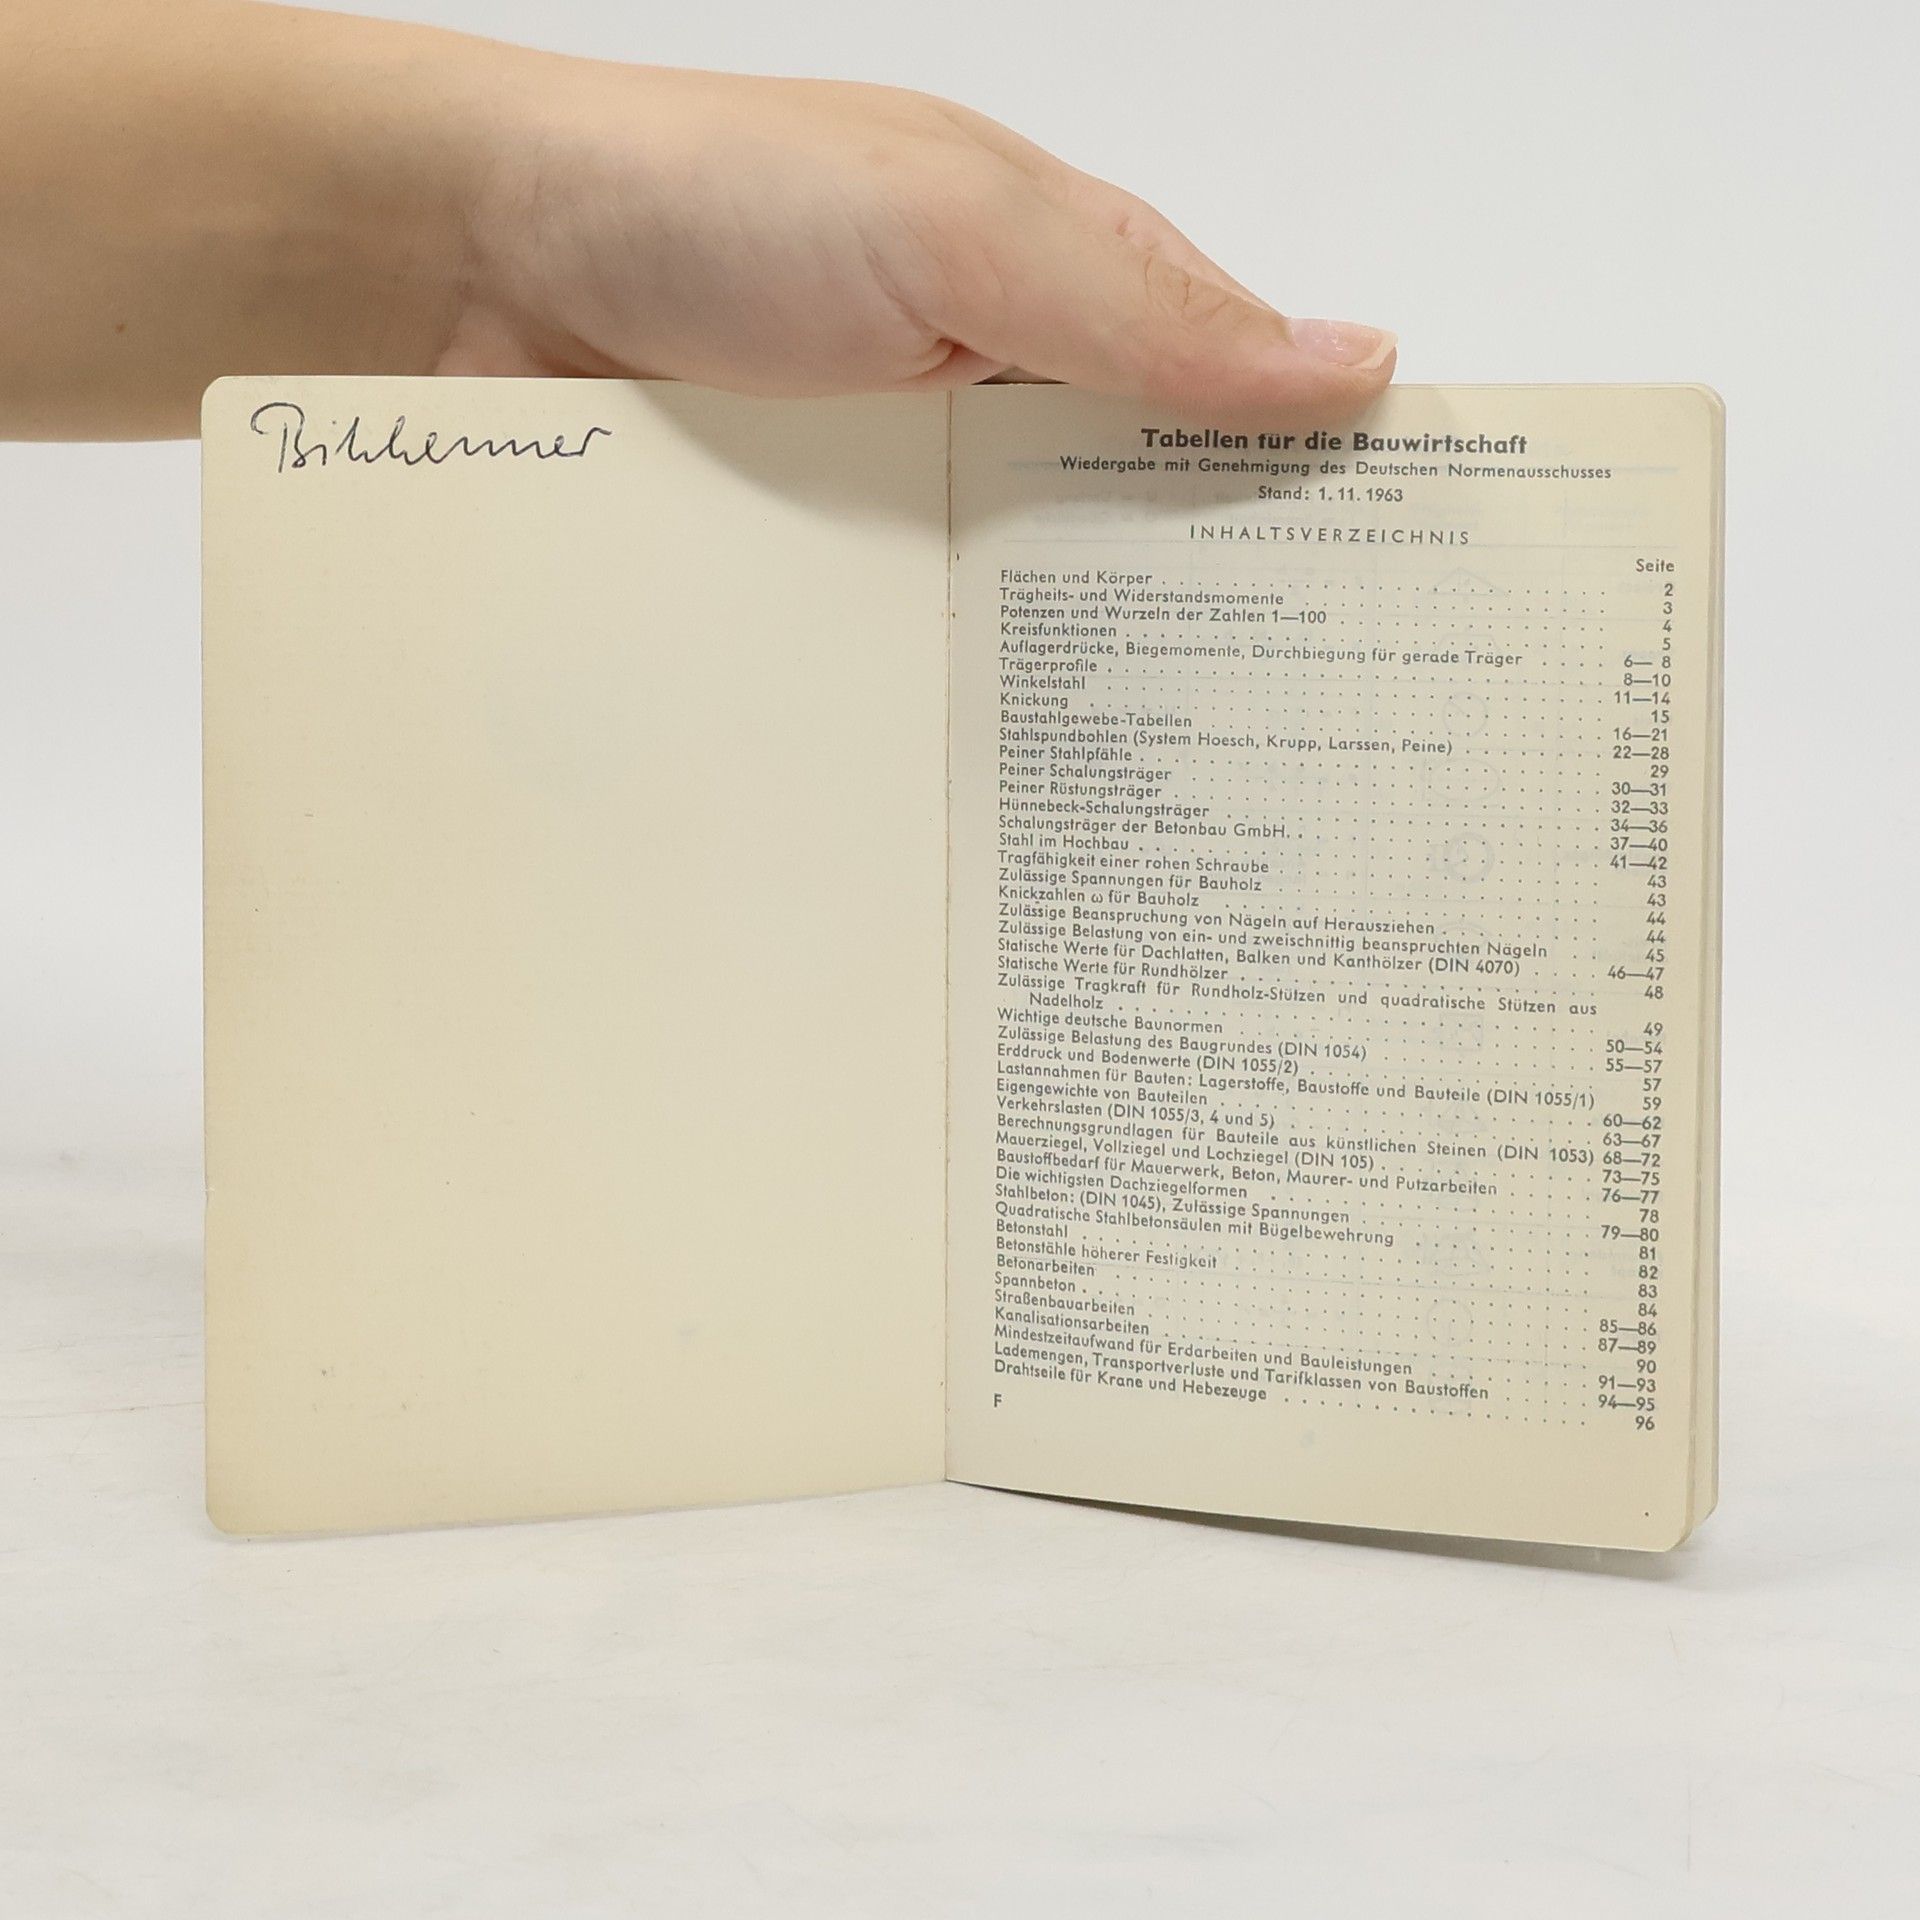 Tabellen für die Bauwirtschaft
Wiedergabe mit Genehmigung des Deutschen Normenausschusses
Stand: 1. 11. 1963
INHALTSVERZEICHNIS
Seite
Flächen und Körper . . . . . 2
Trägheits- und Widerstandsmomente . . . . . 3
Potenzen und Wurzeln der Zahlen 1—100 . . . . . 4
Kreisfunktionen . . . . . 5
Auflagerdrücke, Biegemomente, Durchbiegung für gerade Träger . . . . 6— 8
Trägerprofile . . . . . 8—10
Winkelstahl . . . . . 11—14
Knickung . . . . . 15
Baustahlgewebe-Tabellen . . . . . 16—21
Stahlspundbohlen (System Hoesch, Krupp, Larssen, Peine) . . . . . 22—28
Peiner Stahlpfähle . . . . . 29
Peiner Schalungsträger . . . . . 30—31
Peiner Rüstungsträger . . . . . 32—33
Hünnebeck-Schalungsträger . . . . . 34—36
Schalungsträger der Betonbau GmbH. . . . . . 37—40
Stahl im Hochbau . . . . . 41—42
Tragfähigkeit einer rohen Schraube . . . . . 43
Zulässige Spannungen für Bauholz . . . . . 43
Knickzahlen ω für Bauholz . . . . . 44
Zulässige Beanspruchung von Nägeln auf Herausziehen . . . . . 44
Zulässige Belastung von ein- und zweischnittig beanspruchten Nägeln . . 45
Statische Werte für Dachlatten, Balken und Kanthölzer (DIN 4070) . . . . 46—47
Statische Werte für Rundhölzer . . . . . 48
Zulässige Tragkraft für Rundholz-Stützen und quadratische Stützen aus
Nadelholz . . . . . 49
Wichtige deutsche Baunormen . . . . . 50—54
Zulässige Belastung des Baugrundes (DIN 1054) . . . . . 55—57
Erddruck und Bodenwerte (DIN 1055/2) . . . . . 57
Lastannahmen für Bauten: Lagerstoffe, Baustoffe und Bauteile (DIN 1055/1) 59
Eigengewichte von Bauteilen . . . . . 60—62
Verkehrslasten (DIN 1055/3, 4 und 5) . . . . . 63—67
Berechnungsgrundlagen für Bauteile aus künstlichen Steinen (DIN 1053) 68—72
Mauerziegel, Vollziegel und Lochziegel (DIN 105) . . . . . 73—75
Baustoffbedarf für Mauerwerk, Beton, Maurer- und Putzarbeiten . . . . . 76—77
Die wichtigsten Dachziegelformen . . . . . 78
Stahlbeton: (DIN 1045), Zulässige Spannungen . . . . . 79—80
Quadratische Stahlbetonsäulen mit Bügelbewehrung . . . . . 81
Betonstahl . . . . . 82
Betonstähle höherer Festigkeit . . . . . 83
Betonarbeiten . . . . . 84
Spannbeton . . . . . 85—86
Straßenbauarbeiten . . . . . 87—89
Kanalisationsarbeiten . . . . . 90
Mindestzeitaufwand für Erdarbeiten und Bauleistungen . . . . . 91—93
Lademengen, Transportverluste und Tarifklassen von Baustoffen . . . . . 94—95
Drahtseile für Krane und Hebezeuge . . . . . 96
F